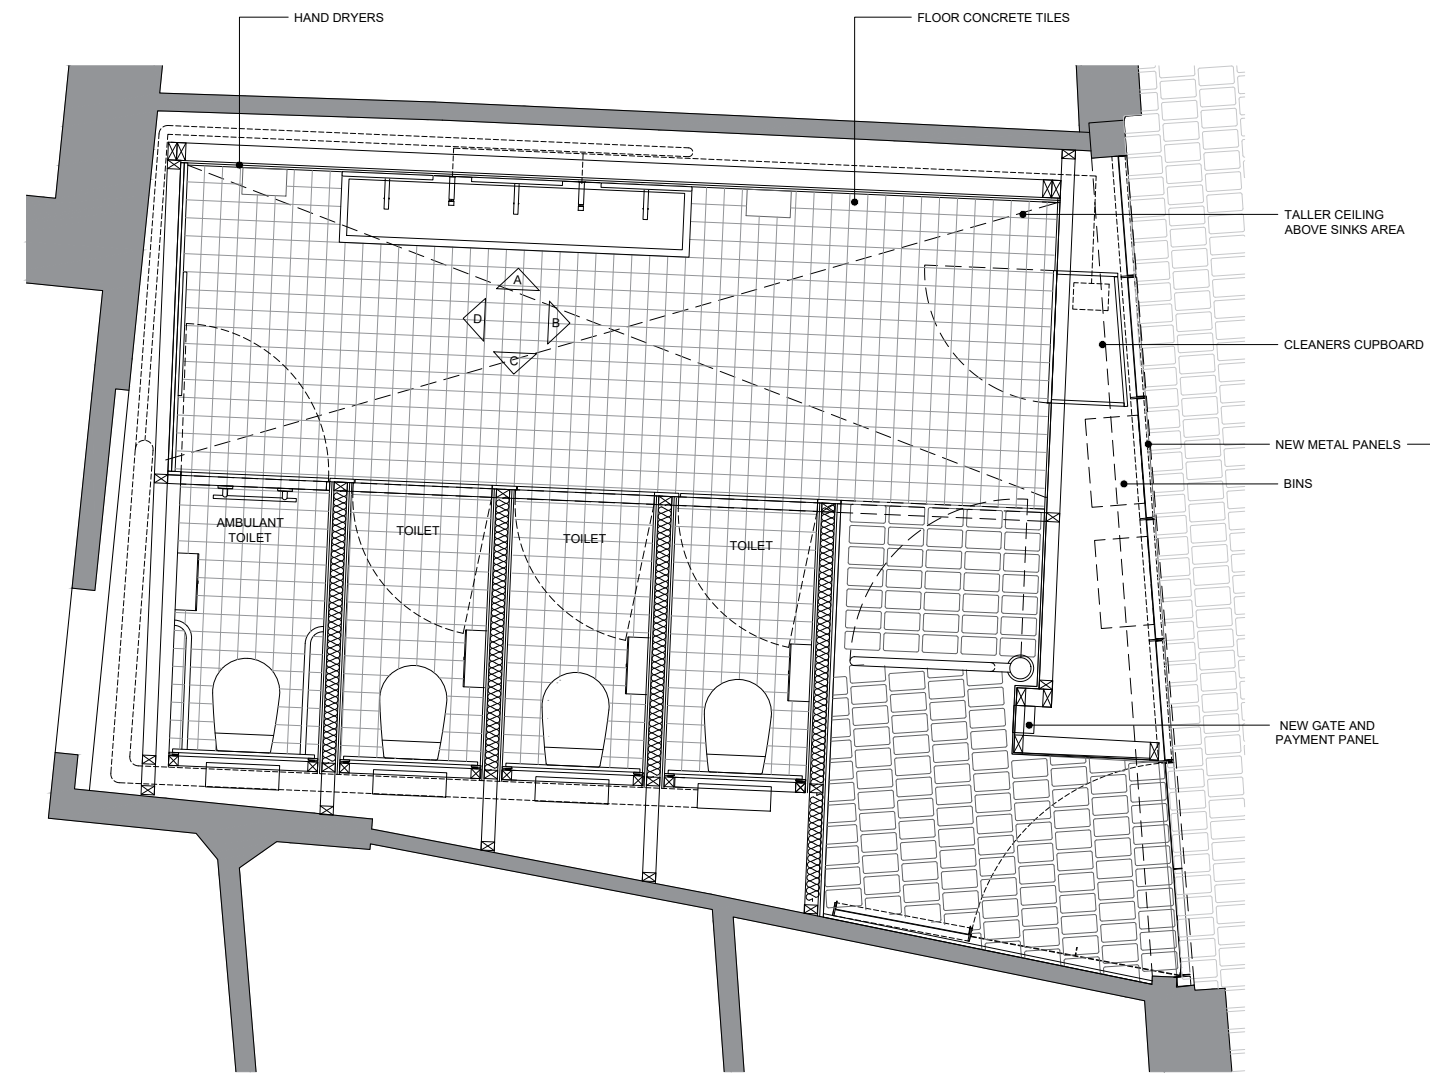 HAND DRYERS
FLOOR CONCRETE TILES
TALLER CEILING
ABOVE SINKS AREA
A
D
B
C
CLEANERS CUPBOARD
NEW METAL PANELS
BINS
AMBULANT
TOILET
TOILET
TOILET
TOILET
NEW GATE AND
PAYMENT PANEL